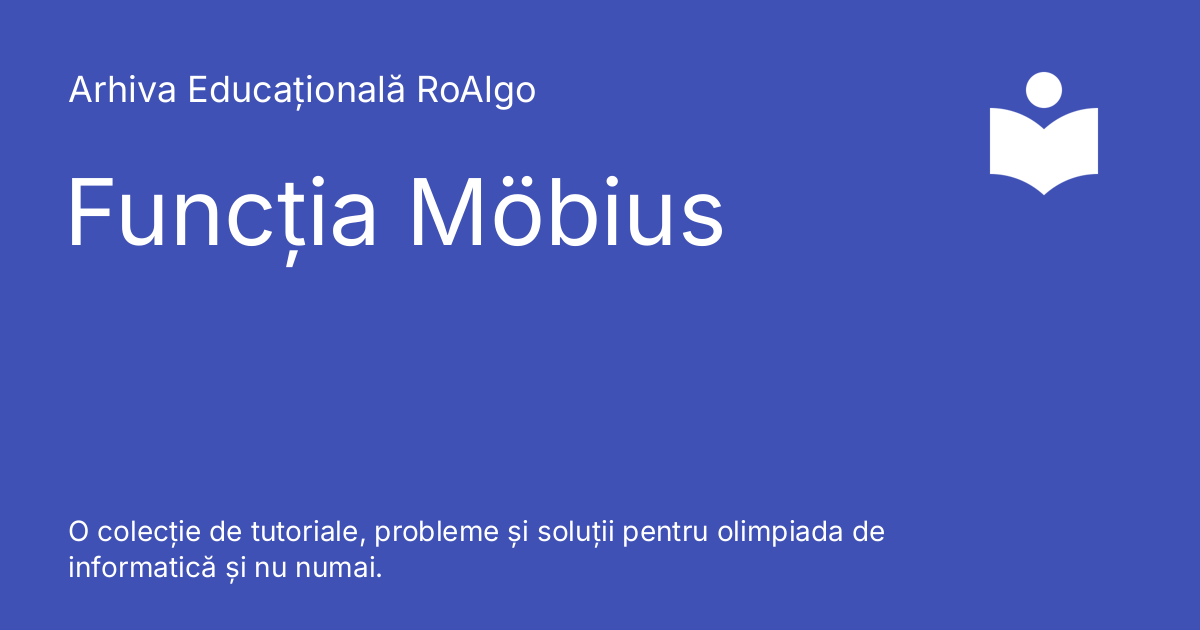 Arhiva Educațională RoAlgo
Funcția Möbius
O colecție de tutoriale, probleme și soluții pentru olimpiada de
informatică și nu numai.